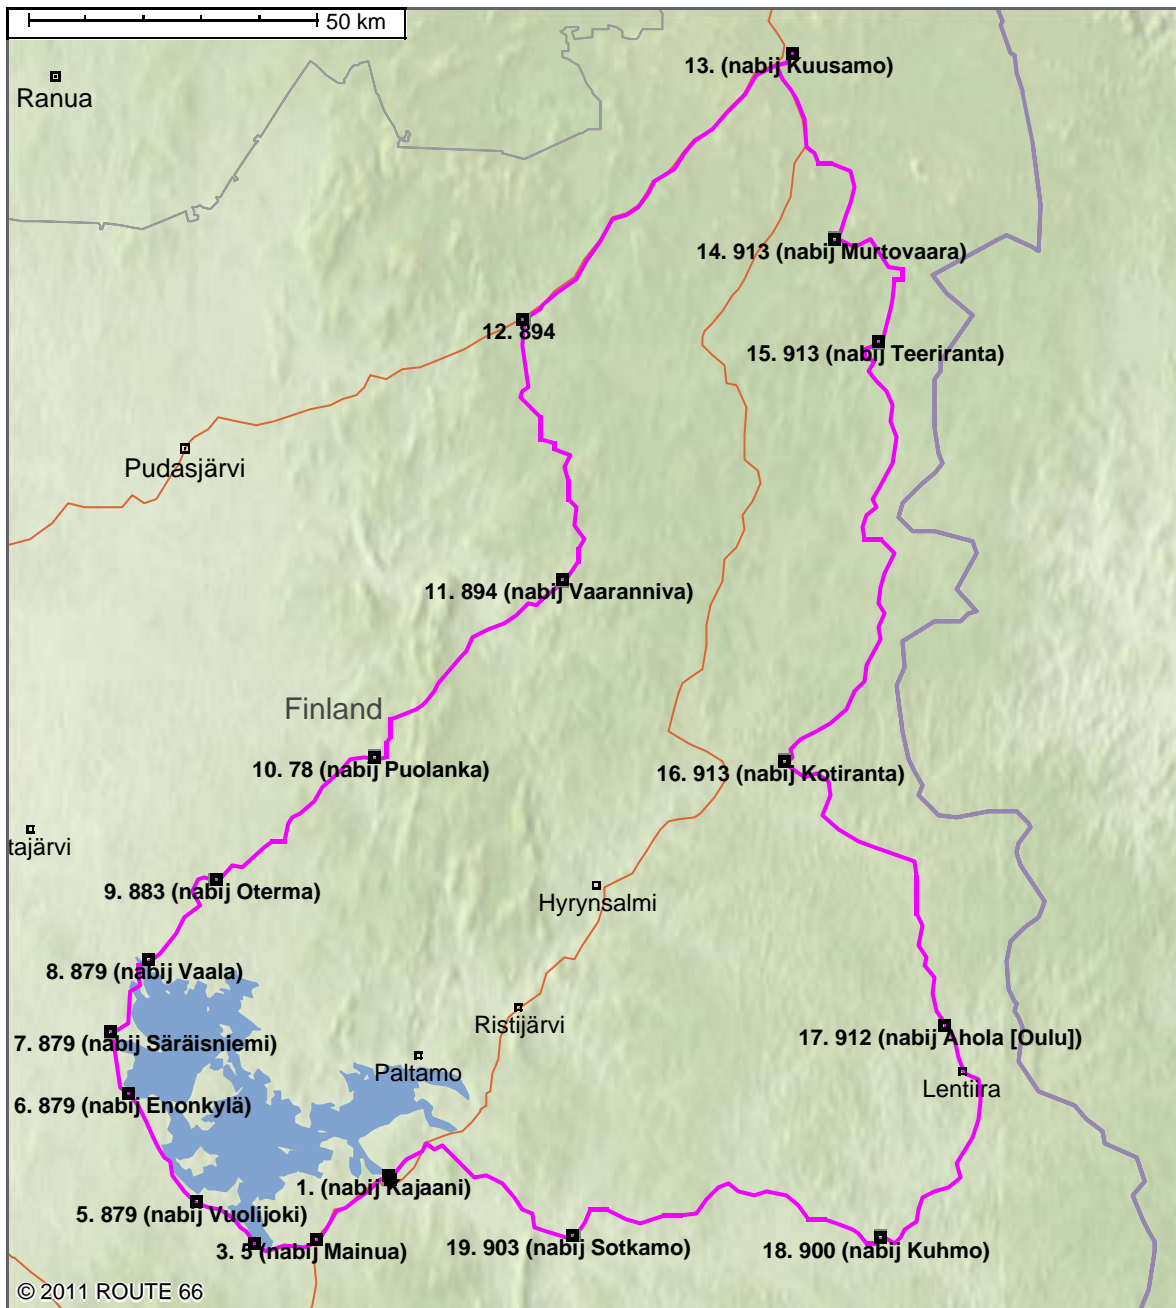 50 km
Ranua
13. (nabij Kuusamo)
14. 913 (nabij Murtovaara)
12. 894
15. 913 (nabij Teeriranta)
Pudasjärvi
11. 894 (nabij Vaaranniva)
Finland
10. 78 (nabij Puolanka)
16. 913 (nabij Kotiranta)
tajärvi
9. 883 (nabij Oterma)
Hyrynsalmi
8. 879 (nabij Vaala)
Ristijärvi
17. 912 (nabij Ahola [Oulu])
7. 879 (nabij Säräisniemi)
Paltamo
Lentiira
6. 879 (nabij Enonkylä)
1. (nabij Kajaani)
5. 879 (nabij Vuolijoki)
3. 5 (nabij Mainua)
19. 903 (nabij Sotkamo)
18. 900 (nabij Kuhmo)
© 2011 ROUTE 66